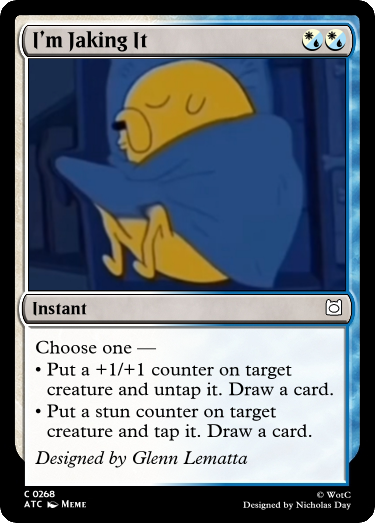 I'm Jaking It
Instant
Choose one —
• Put a +1/+1 counter on target
creature and untap it. Draw a card.
• Put a stun counter on target
creature and tap it. Draw a card.
Designed by Glenn Lematta
C 0268
© WotC
ATC Meme
Designed by Nicholas Day